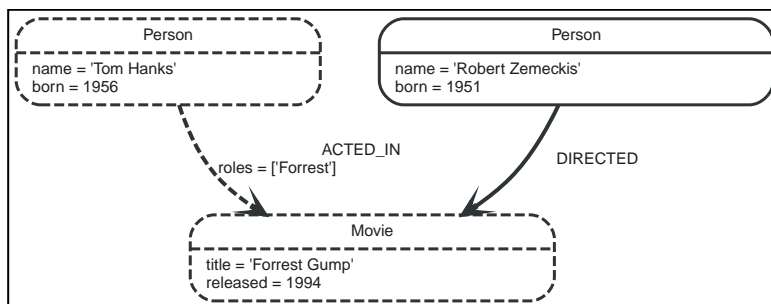 Person
name = 'Tom Hanks'
born = 1956
Person
name = 'Robert Zemeckis'
born = 1951
ACTED_IN
roles = ['Forrest']
DIRECTED
Movie
title = 'Forrest Gump'
released = 1994